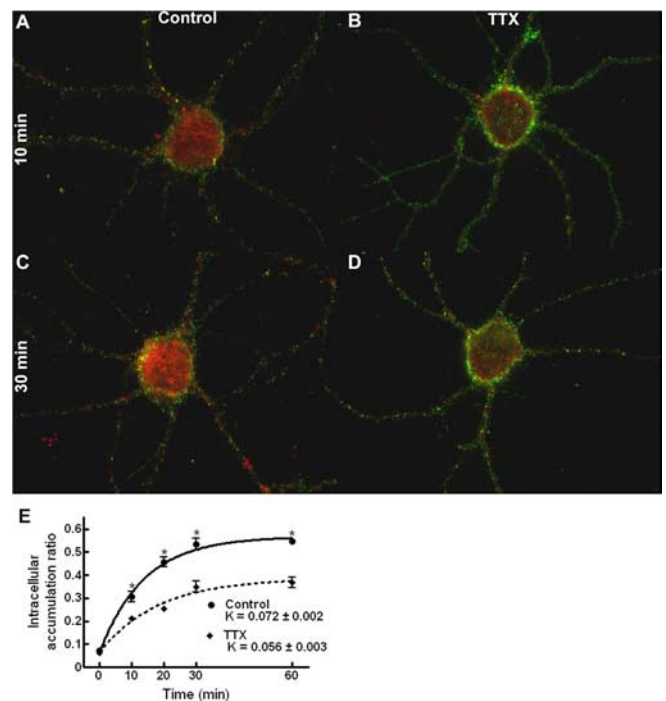 A
Control
B
TTX
10 min
C
D
30 min
E
Intracellular
accumulation ratio
0.6
0.5
0.4
0.3
0.2
0.1
0
* * * *
Control
K = 0.072 ± 0.002
TTX
K = 0.056 ± 0.003
0 10 20 30 60
Time (min)